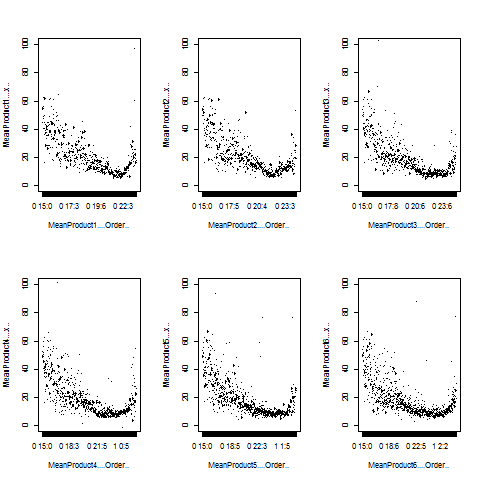 100
80
60
40
20
0
MeanProduct1....x..
0 15:0 0 17:3 0 19:6 0 22:3
MeanProduct1....Order..
100
80
60
40
20
0
MeanProduct2....x..
0 15:0 0 17:5 0 20:4 0 23:3
MeanProduct2....Order..
100
80
60
40
20
0
MeanProduct3....x..
0 15:0 0 17:8 0 20:6 0 23:6
MeanProduct3....Order..
100
80
60
40
20
0
MeanProduct4....x..
0 15:0 0 18:3 0 21:5 1 0:5
MeanProduct4....Order..
100
80
60
40
20
0
MeanProduct5....x..
0 15:0 0 18:5 0 22:3 1 1:5
MeanProduct5....Order..
100
80
60
40
20
0
MeanProduct6....x..
0 15:0 0 18:6 0 22:8 1 2:2
MeanProduct6....Order..